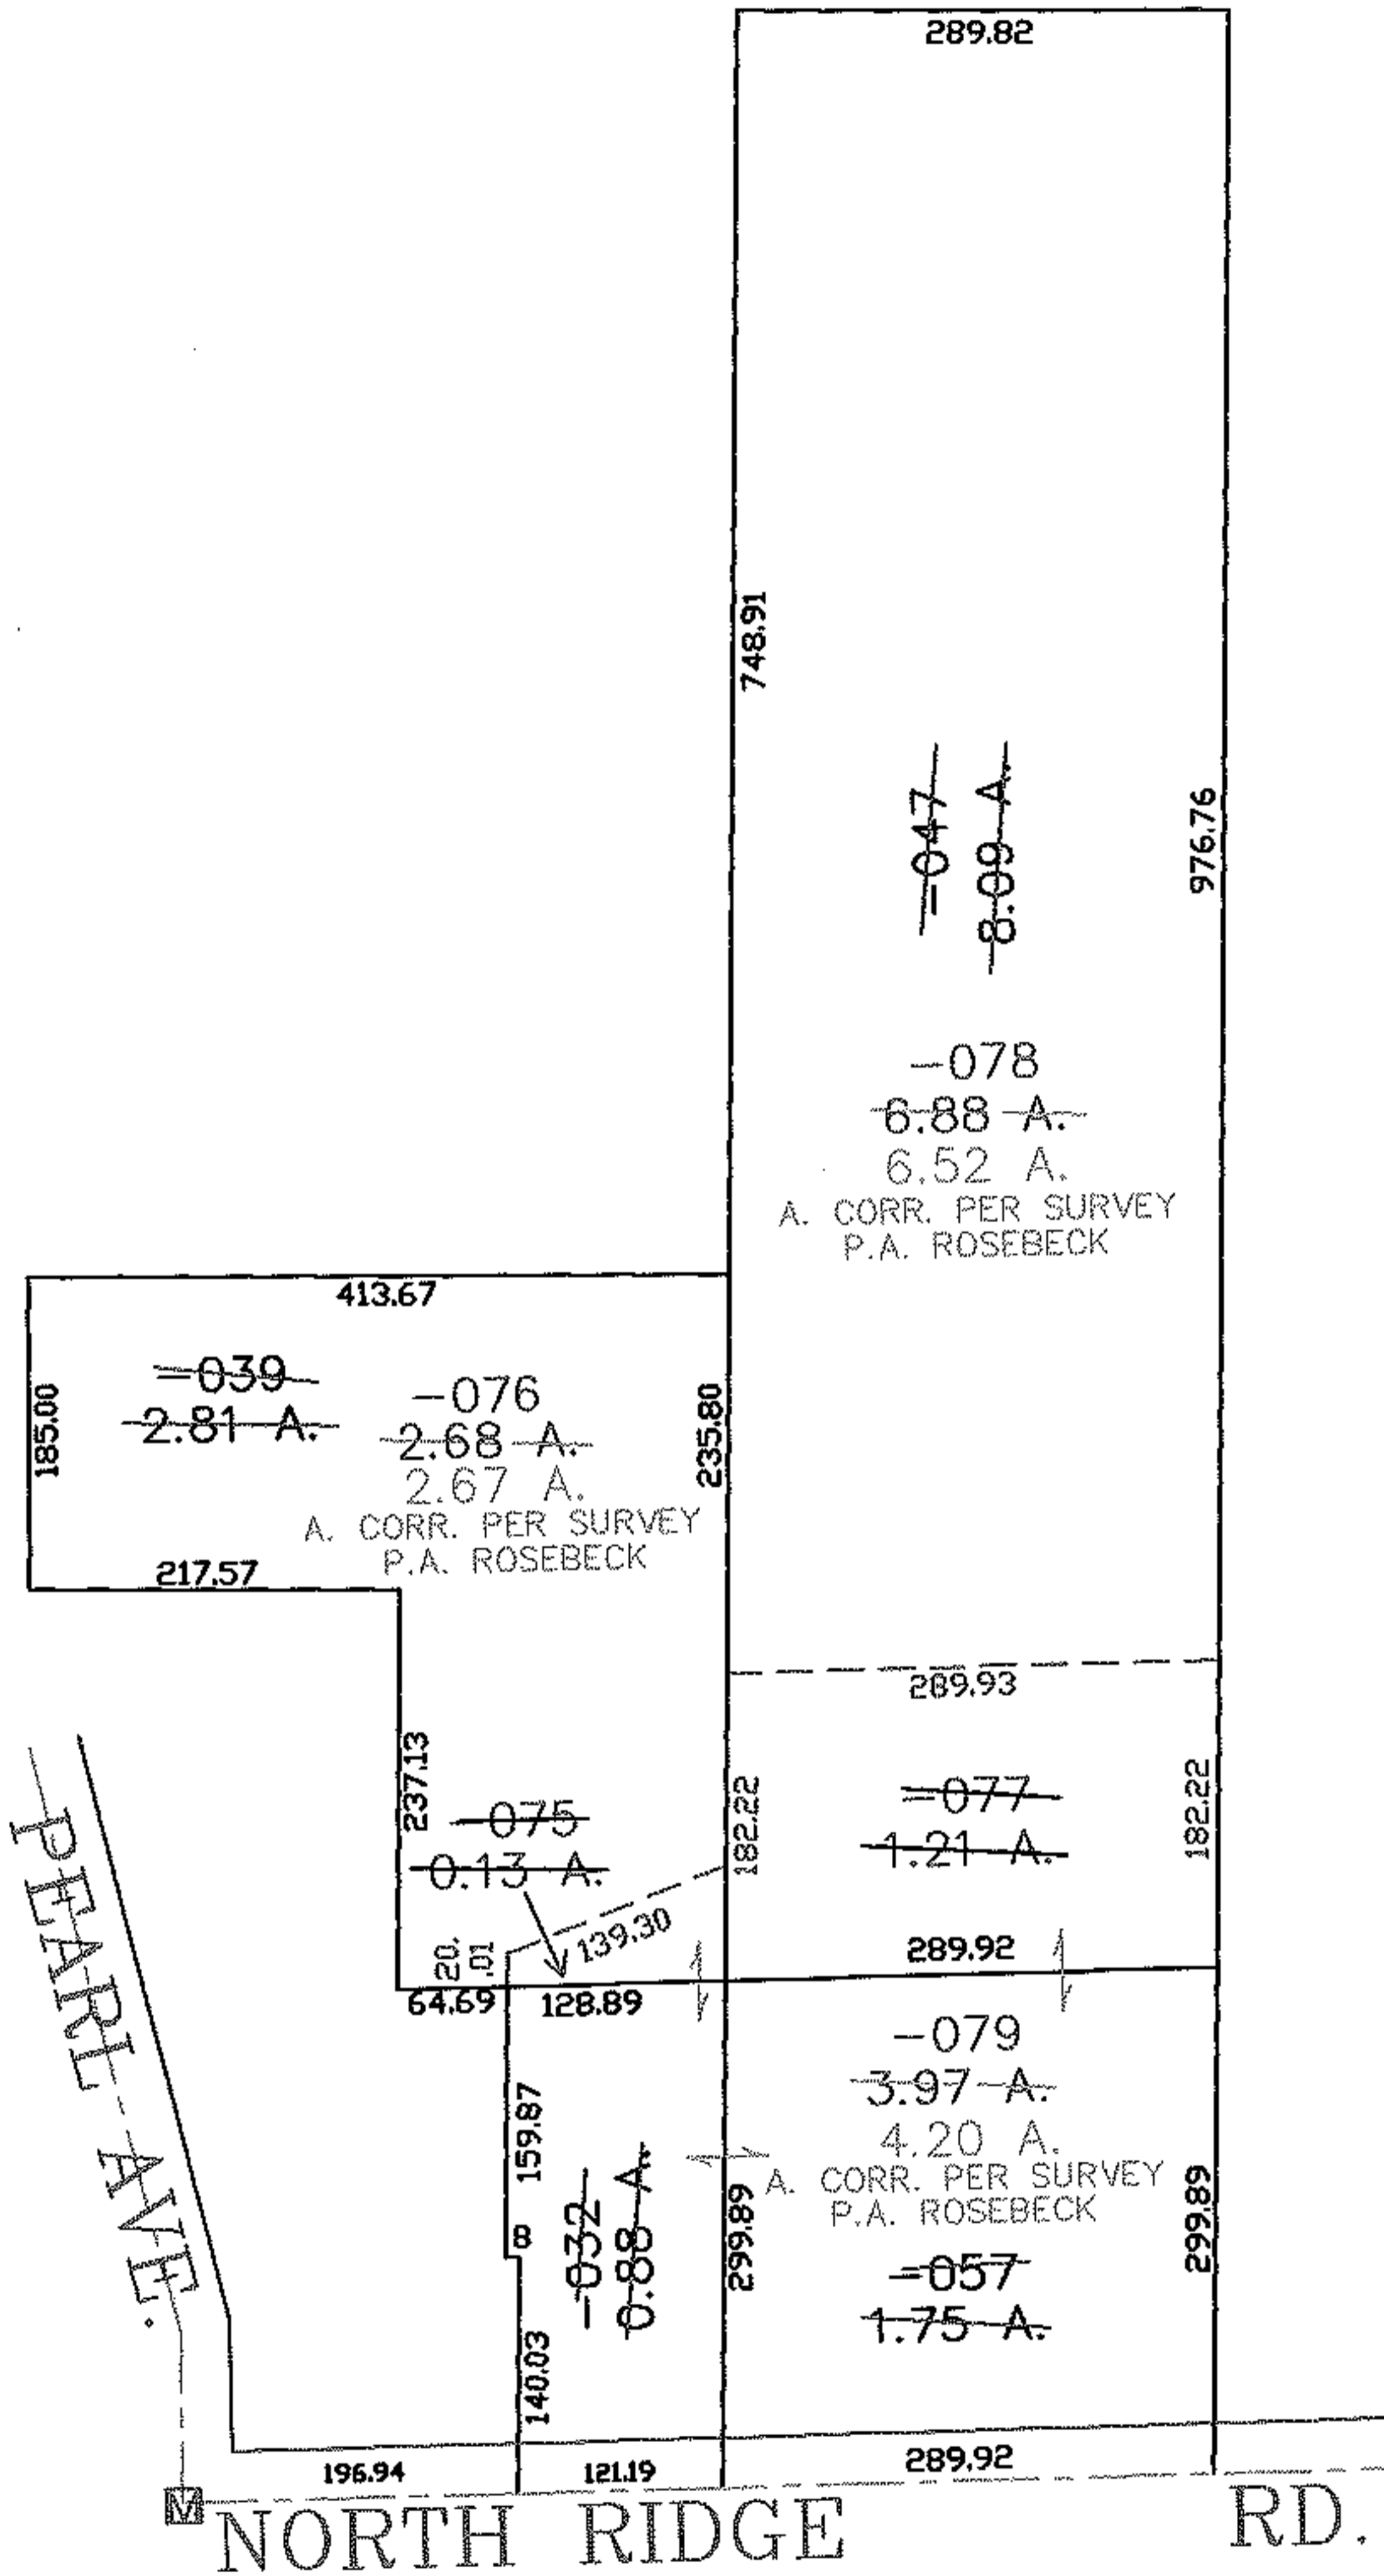 289.82
748.91
976.76
-047
8.09 A.
-078
6.88 A.
6.52 A.
A. CORR. PER SURVEY
P.A. ROSEBECK
413.67
185.00
-039
2.81 A.
-076
2.68 A.
2.67 A.
A. CORR. PER SURVEY
P.A. ROSEBECK
235.80
217.57
289.93
237.13
-075
0.13 A.
182.22
-077
1.21 A.
182.22
20.
.01
139.30
289.92
64.69
128.89
-079
3.97 A.
4.20 A.
A. CORR. PER SURVEY
P.A. ROSEBECK
159.87
8
-032
0.88 A.
299.89
-057
1.75 A.
299.89
140.03
PEARL AVE.
196.94
121.19
289.92
M
NORTH RIDGE RD.